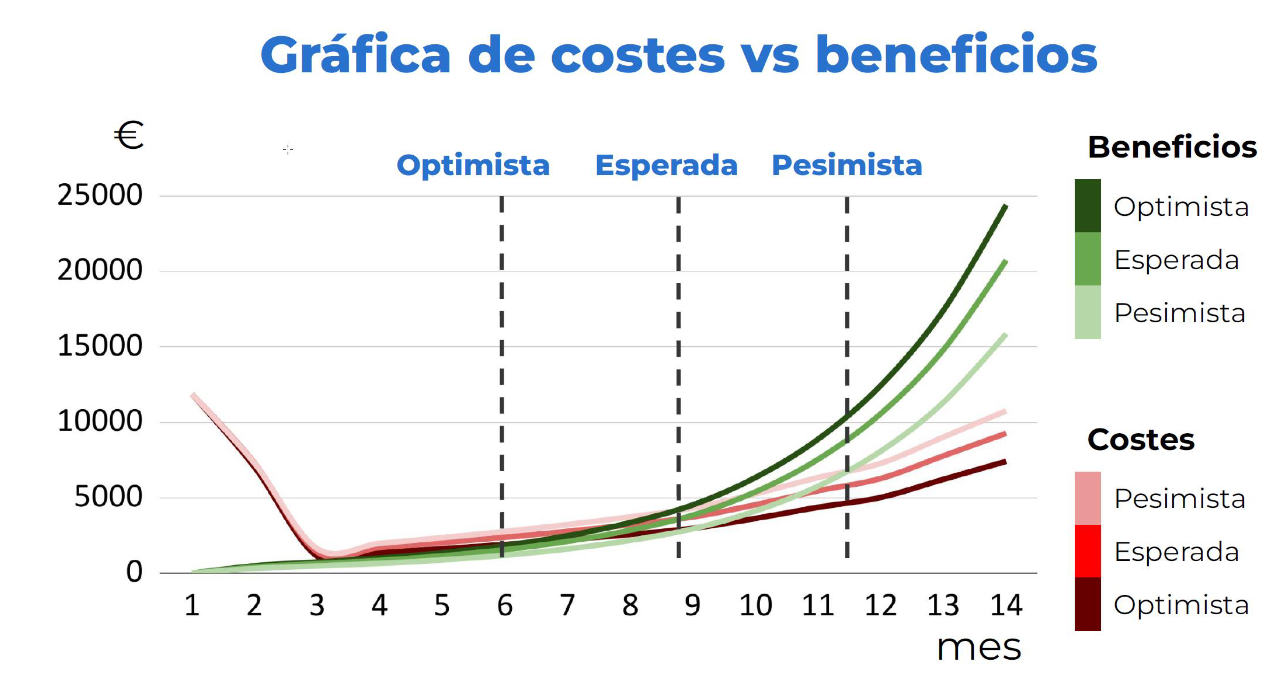 Gráfica de costes vs beneficios
€
Optimista Esperada Pesimista
25000
20000
15000
10000
5000
0
1 2 3 4 5 6 7 8 9 10 11 12 13 14
mes
Beneficios
Optimista
Esperada
Pesimista
Costes
Pesimista
Esperada
Optimista